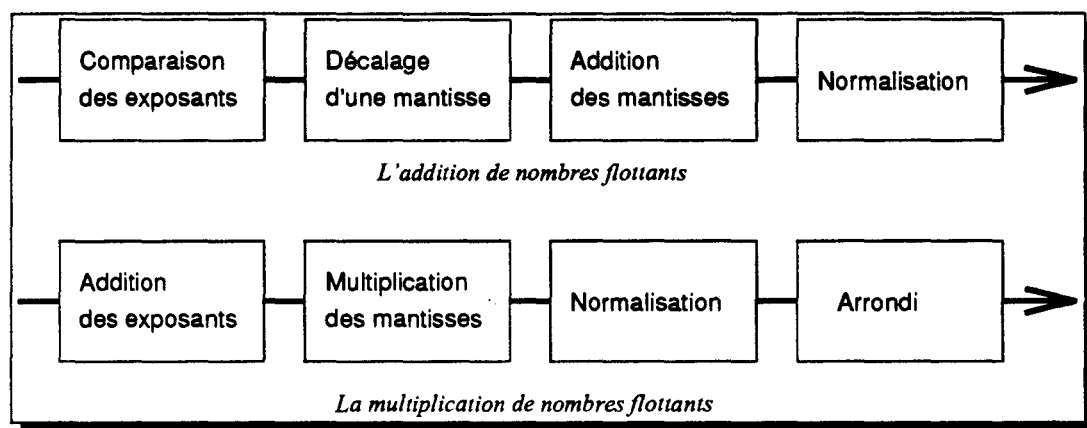 Comparaison
des exposants
Décalage
d'une mantisse
Addition
des mantisses
Normalisation
L'addition de nombres flottants
Addition
des exposants
Multiplication
des mantisses
Normalisation
Arrondi
La multiplication de nombres flottants